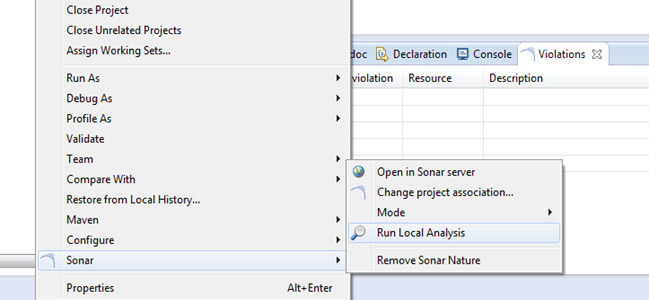 Close Project
Close Unrelated Projects
Assign Working Sets...
doc Declaration Console Violations
violation Resource Description
Run As
Debug As
Profile As
Validate
Team
Compare With
Restore from Local History...
Maven
Configure
Sonar
Properties Alt+Enter
Open in Sonar server
Change project association...
Mode
Run Local Analysis
Remove Sonar Nature